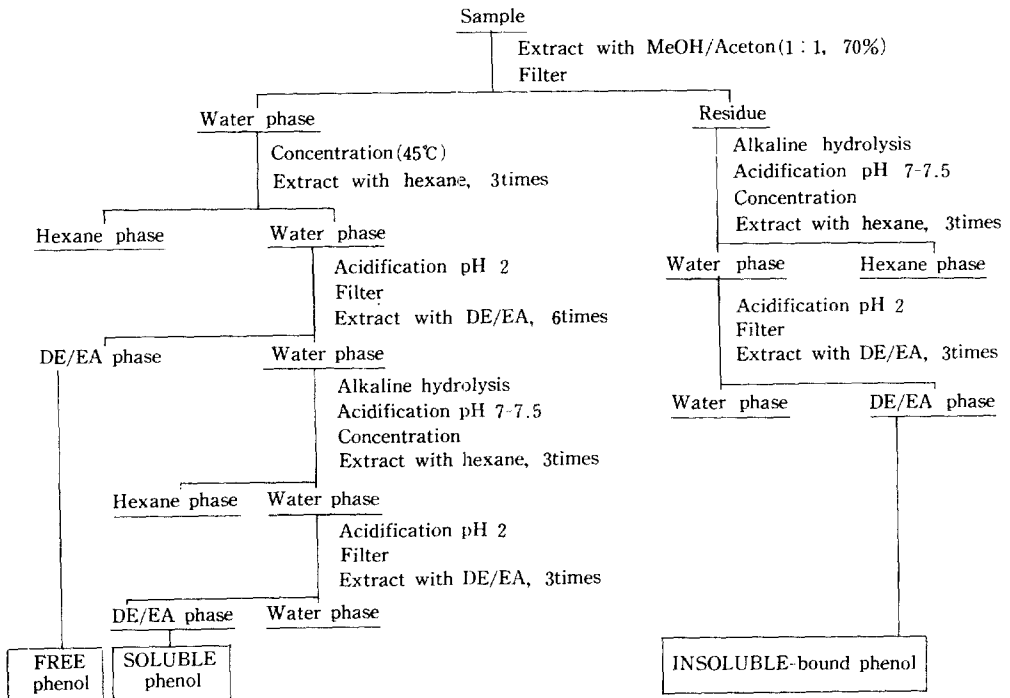 Sample
Extract with MeOH/Aceton(1 : 1, 70%)
Filter
Water phase
Concentration(45℃)
Extract with hexane, 3times
Hexane phase
Water phase
Acidification pH 2
Filter
Extract with DE/EA, 6times
DE/EA phase
Water phase
Alkaline hydrolysis
Acidification pH 7-7.5
Concentration
Extract with hexane, 3times
Hexane phase
Water phase
Acidification pH 2
Filter
Extract with DE/EA, 3times
DE/EA phase
Water phase
FREE
phenol
SOLUBLE
phenol
Residue
Alkaline hydrolysis
Acidification pH 7-7.5
Concentration
Extract with hexane, 3times
Water phase
Hexane phase
Acidification pH 2
Filter
Extract with DE/EA, 3times
Water phase
DE/EA phase
INSOLUBLE-bound phenol